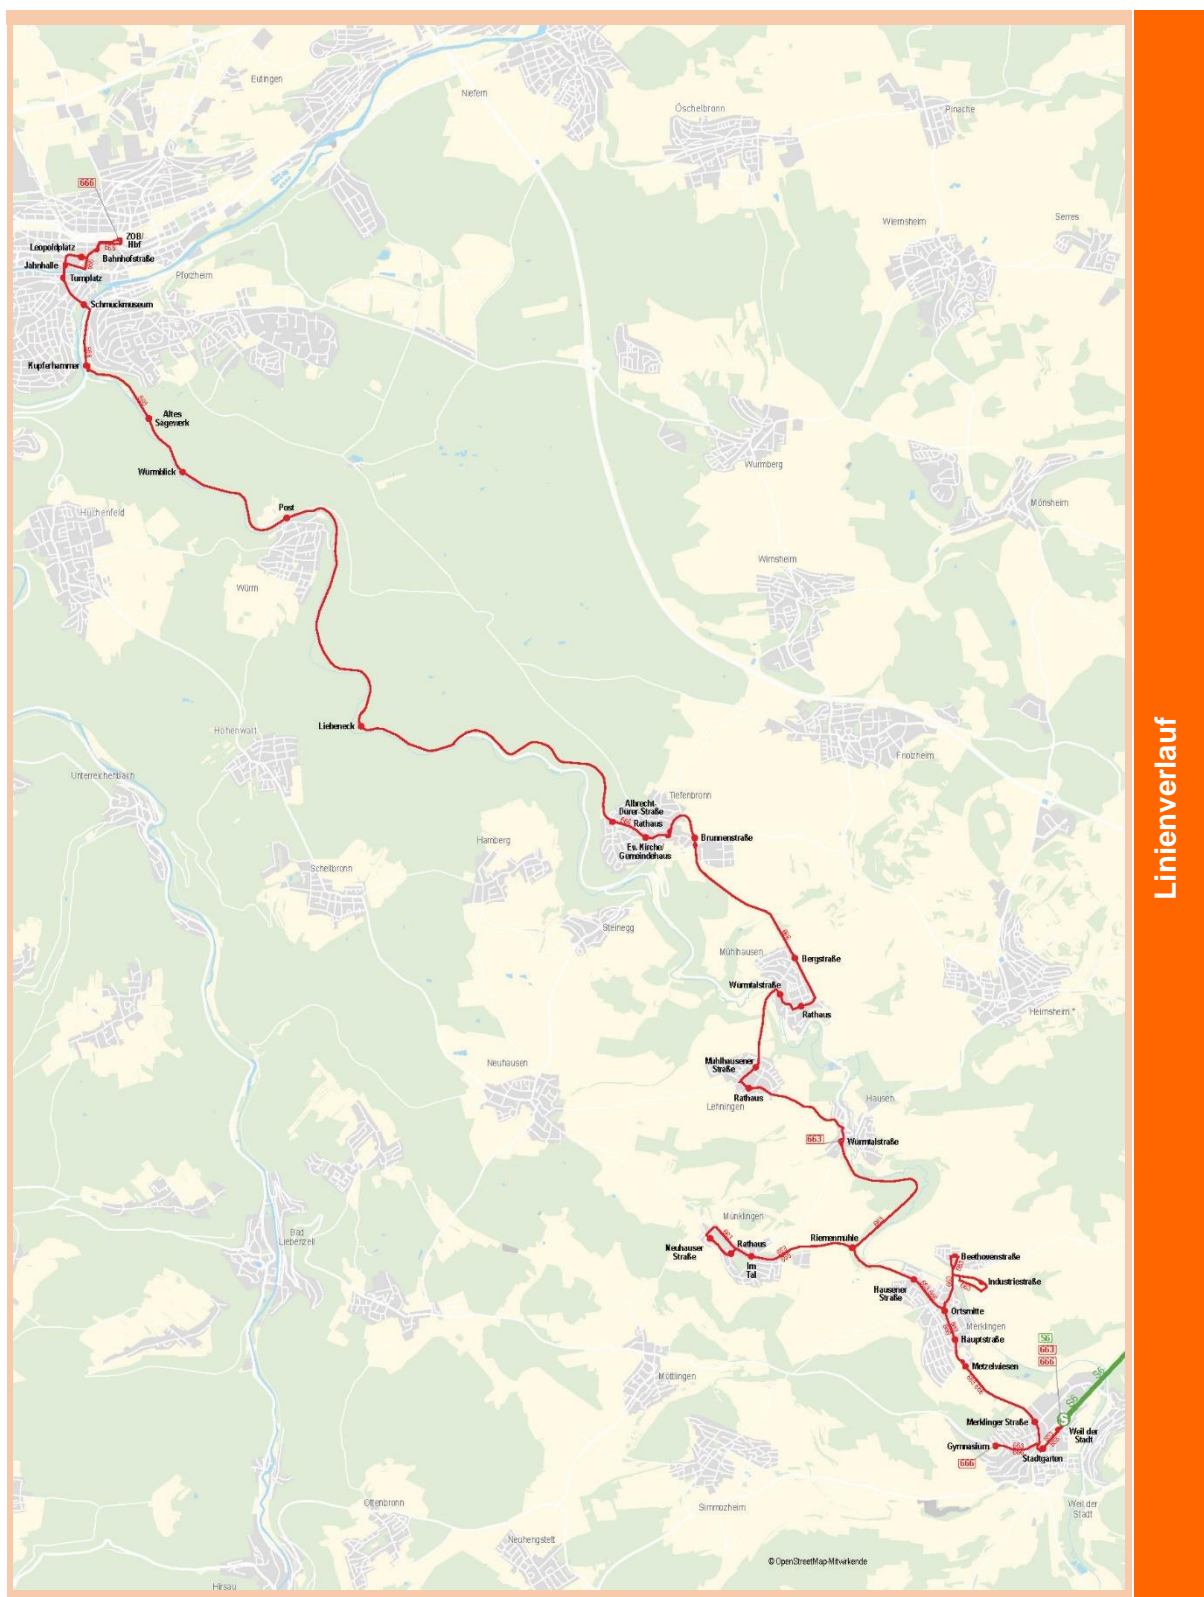 Eutingen
Niefern
Öschelbronn
Pinache
666
ZOB/
Hbf
Leopoldplatz
Bahnhofstraße
Jahnhalle
Turnplatz
Pforzheim
Schmuckmuseum
Wiernsheim
Serres
Kupferhammer
Altes
Sägewerk
Würmblick
Wurmberg
Post
Huchenfeld
Mönsheim
Würm
Wimsheim
Liebeneck
Hohenwart
Friolzheim
Unterreichenbach
Tiefenbronn
Albrecht-
Dürer-Straße
Rathaus
Brunnenstraße
Ev. Kirche/
Gemeindehaus
Hamberg
Schellbronn
Steinegg
Mühlhausen
Bergstraße
Würmtalstraße
Rathaus
Heimsheim *
Neuhausen
Mühlhausener
Straße
Rathaus
Lehningen
Hausen
663
Würmtalstraße
Münklingen
Bad
Liebenzell
Neuhauser
Straße
Rathaus
Im
Tal
Riemenmühle
Beethovenstraße
Industriestraße
Hausener
Straße
Ortsmitte
Merklingen
Hauptstraße
S6
663
666
Metzelwiesen
Möttlingen
S6
S6
S
Merklinger Straße
Weil der
Stadt
Gymnasium
666
Stadtgarten
Ottenbronn
Simmozheim
Weil der
Stadt
Neuhengstett
Hirsau
© OpenStreetMap-Mitwirkende
Linienverlauf